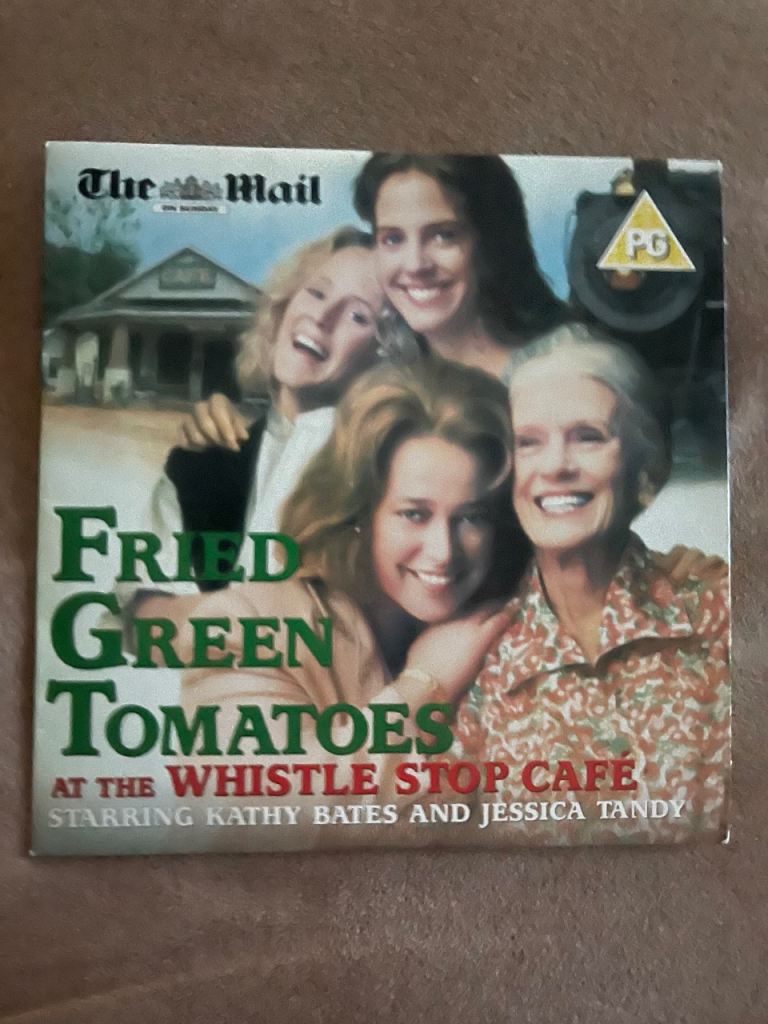 The Mail
ON SUNDAY
PG
CAFE
FRIED
GREEN
TOMATOES
AT THE WHISTLE STOP CAFÉ
STARRING KATHY BATES AND JESSICA TANDY